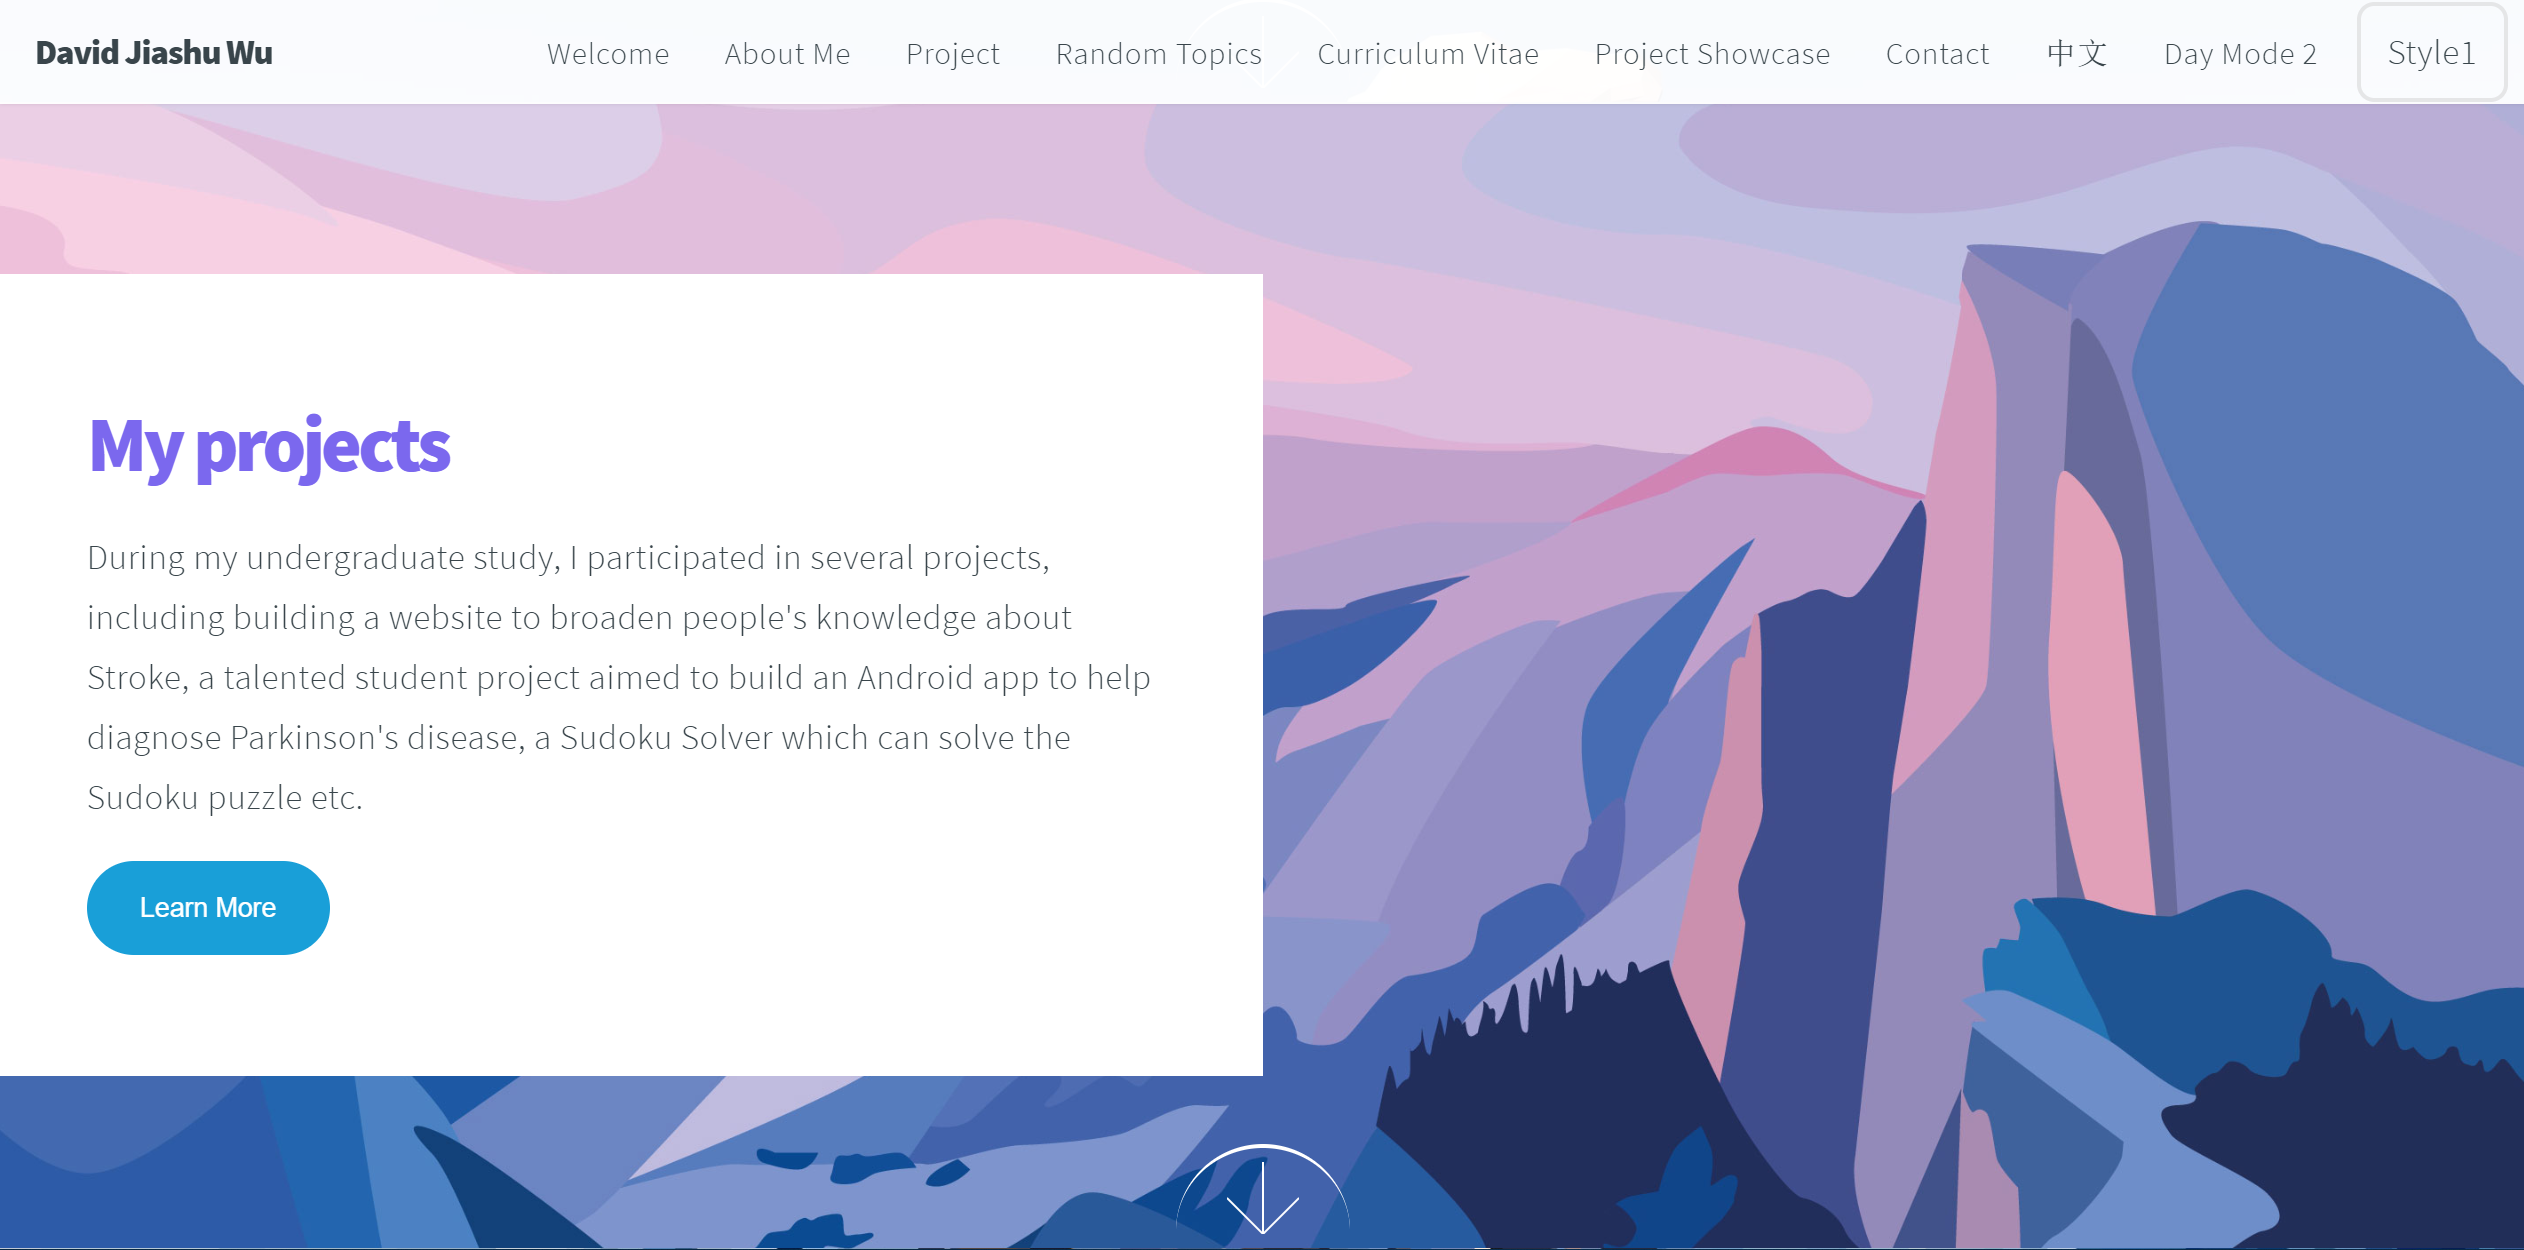 David Jiashu Wu Welcome About Me Project Random Topics Curriculum Vitae Project Showcase Contact 中文 Day Mode 2 Style1
My projects
During my undergraduate study, I participated in several projects,
including building a website to broaden people's knowledge about
Stroke, a talented student project aimed to build an Android app to help
diagnose Parkinson's disease, a Sudoku Solver which can solve the
Sudoku puzzle etc.
Learn More